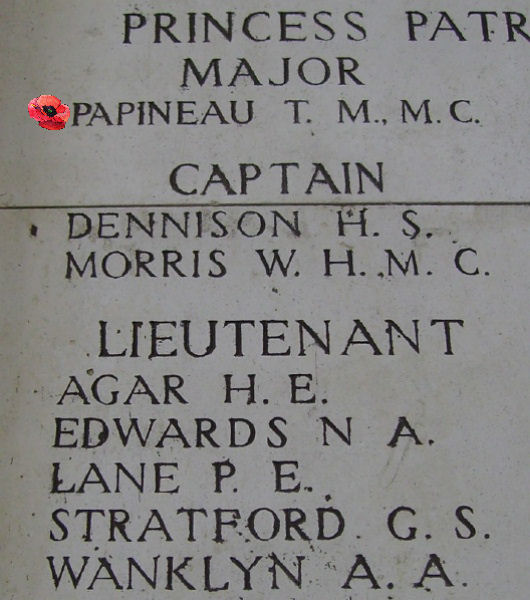 PRINCESS PATR
MAJOR
PAPINEAU T. M., M. C.
CAPTAIN
DENNISON H. S.
MORRIS W. H., M. C.
LIEUTENANT
AGAR H. E.
EDWARDS N A.
LANE P. E.
STRATFORD G. S.
WANKLYN A. A.